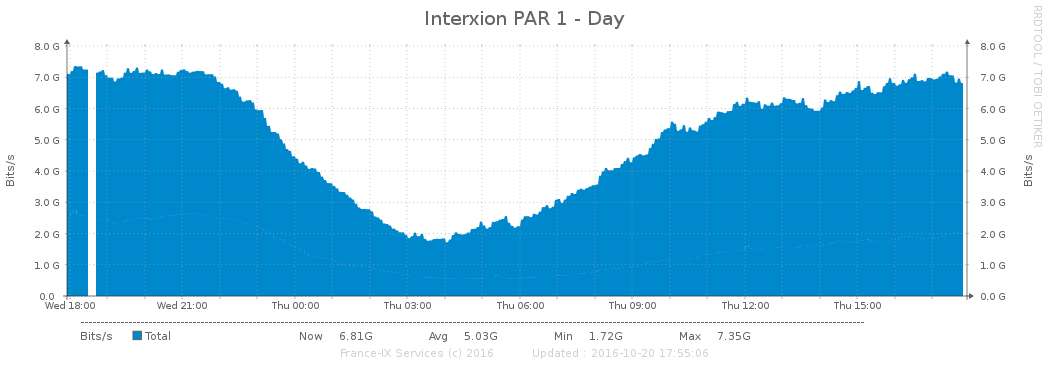 Interxion PAR 1 - Day
RRDTOOL / TOBI OETIKER
8.0 G 8.0 G
7.0 G 7.0 G
6.0 G 6.0 G
5.0 G 5.0 G
4.0 G 4.0 G
3.0 G 3.0 G
2.0 G 2.0 G
1.0 G 1.0 G
0.0 0.0 G
Bits/s
Bits/s
Wed 18:00 Wed 21:00 Thu 00:00 Thu 03:00 Thu 06:00 Thu 09:00 Thu 12:00 Thu 15:00
Bits/s Total Now 6.81G Avg 5.03G Min 1.72G Max 7.35G
France-IX Services (c) 2016 Updated : 2016-10-20 17:55:06